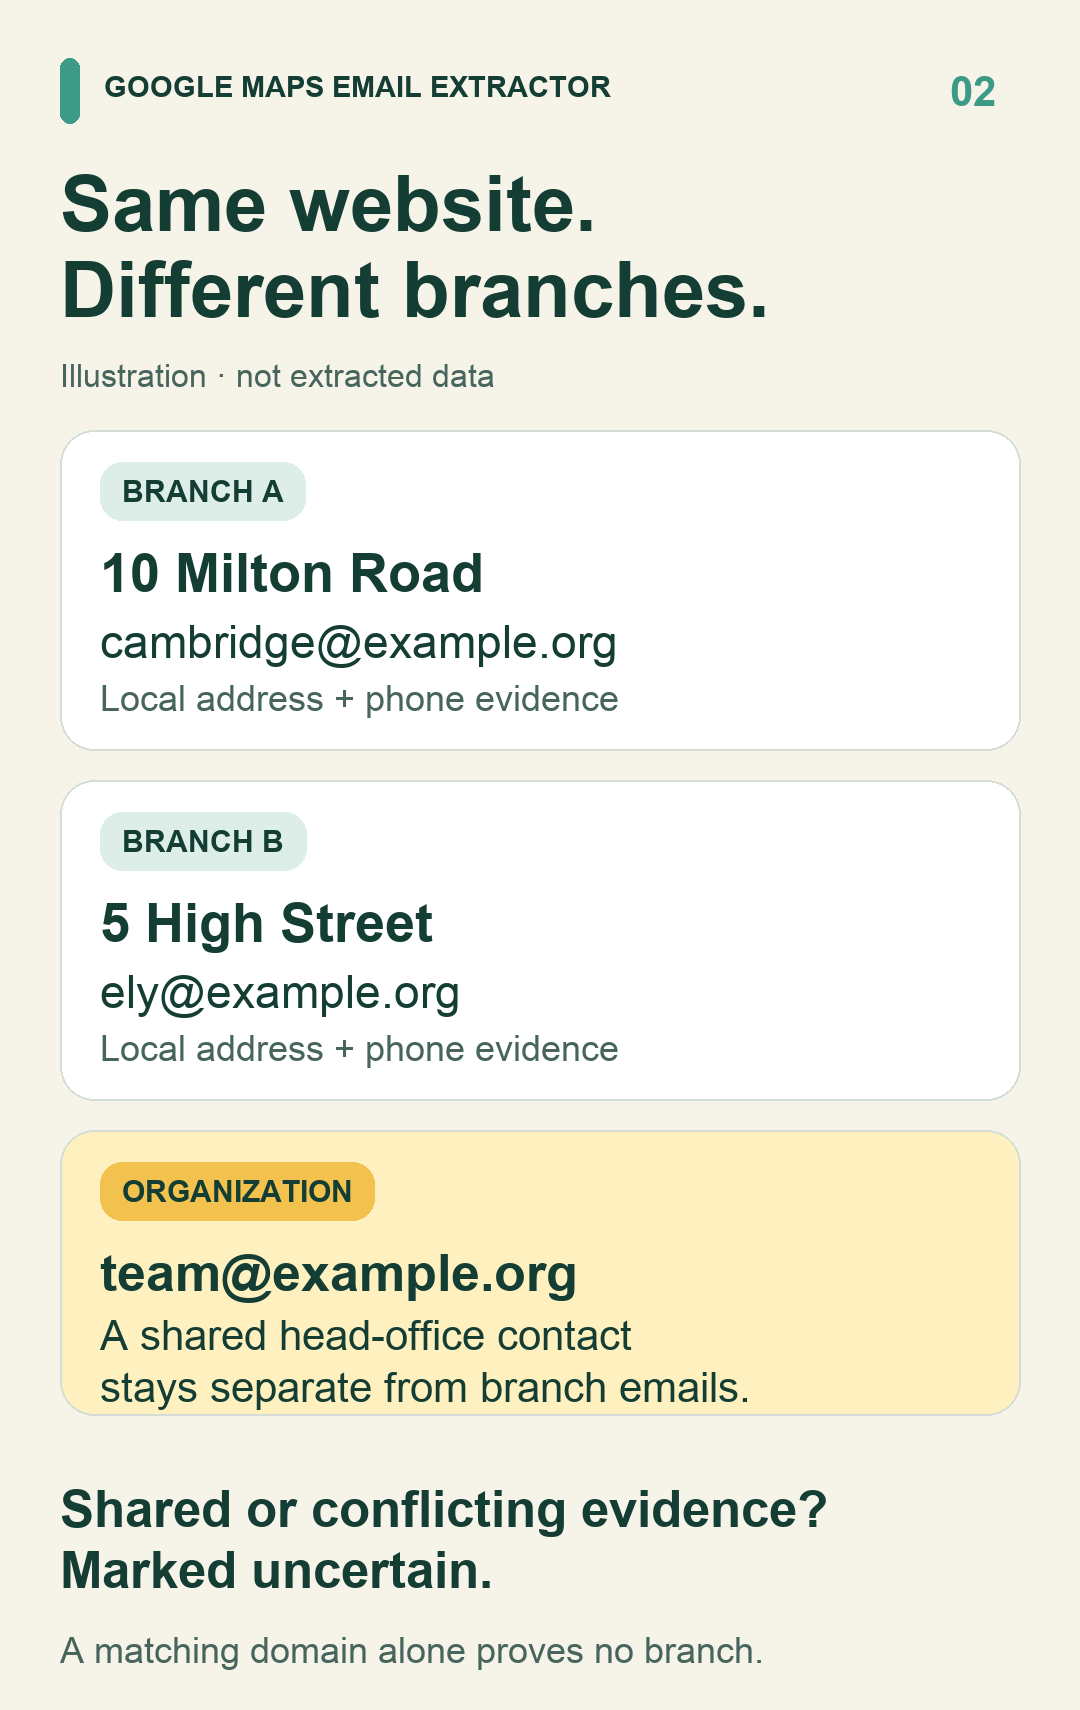 GOOGLE MAPS EMAIL EXTRACTOR
02
Same website.
Different branches.
Illustration · not extracted data
BRANCH A
10 Milton Road
cambridge@example.org
Local address + phone evidence
BRANCH B
5 High Street
ely@example.org
Local address + phone evidence
ORGANIZATION
team@example.org
A shared head-office contact
stays separate from branch emails.
Shared or conflicting evidence?
Marked uncertain.
A matching domain alone proves no branch.